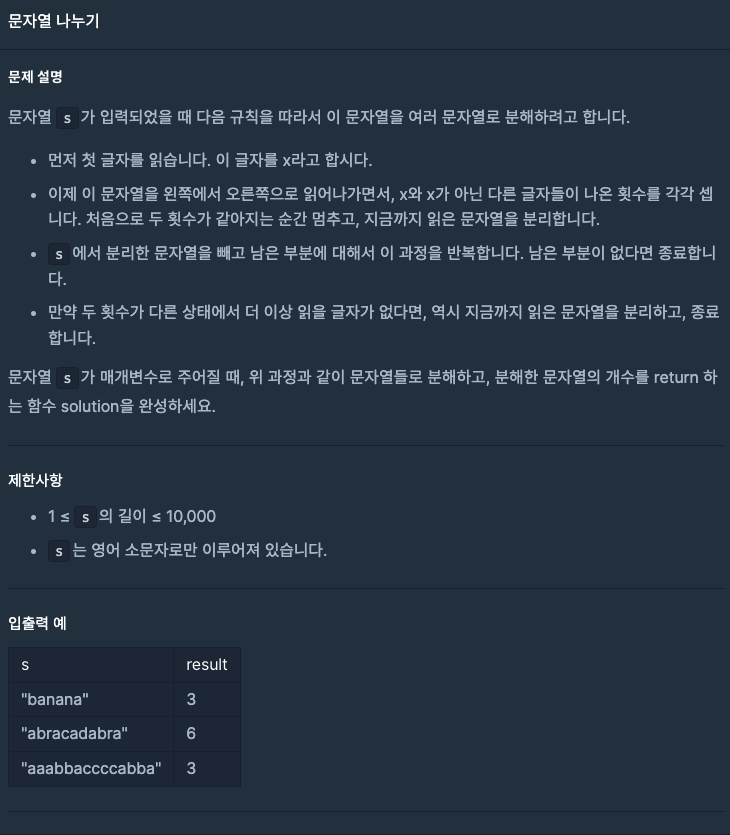 문자열 나누기
문제 설명
문자열 s 가 입력되었을 때 다음 규칙을 따라서 이 문자열을 여러 문자열로 분해하려고 합니다.
• 먼저 첫 글자를 읽습니다. 이 글자를 x라고 합시다.
• 이제 이 문자열을 왼쪽에서 오른쪽으로 읽어나가면서, x와 x가 아닌 다른 글자들이 나온 횟수를 각각 셉
니다. 처음으로 두 횟수가 같아지는 순간 멈추고, 지금까지 읽은 문자열을 분리합니다.
• s 에서 분리한 문자열을 빼고 남은 부분에 대해서 이 과정을 반복합니다. 남은 부분이 없다면 종료합니
다.
• 만약 두 횟수가 다른 상태에서 더 이상 읽을 글자가 없다면, 역시 지금까지 읽은 문자열을 분리하고, 종료
합니다.
문자열 s 가 매개변수로 주어질 때, 위 과정과 같이 문자열들로 분해하고, 분해한 문자열의 개수를 return 하
는 함수 solution을 완성하세요.
제한사항
• 1 ≤ s 의 길이 ≤ 10,000
• s 는 영어 소문자로만 이루어져 있습니다.
입출력 예
s result
"banana" 3
"abracadabra" 6
"aaabbaccccabba" 3